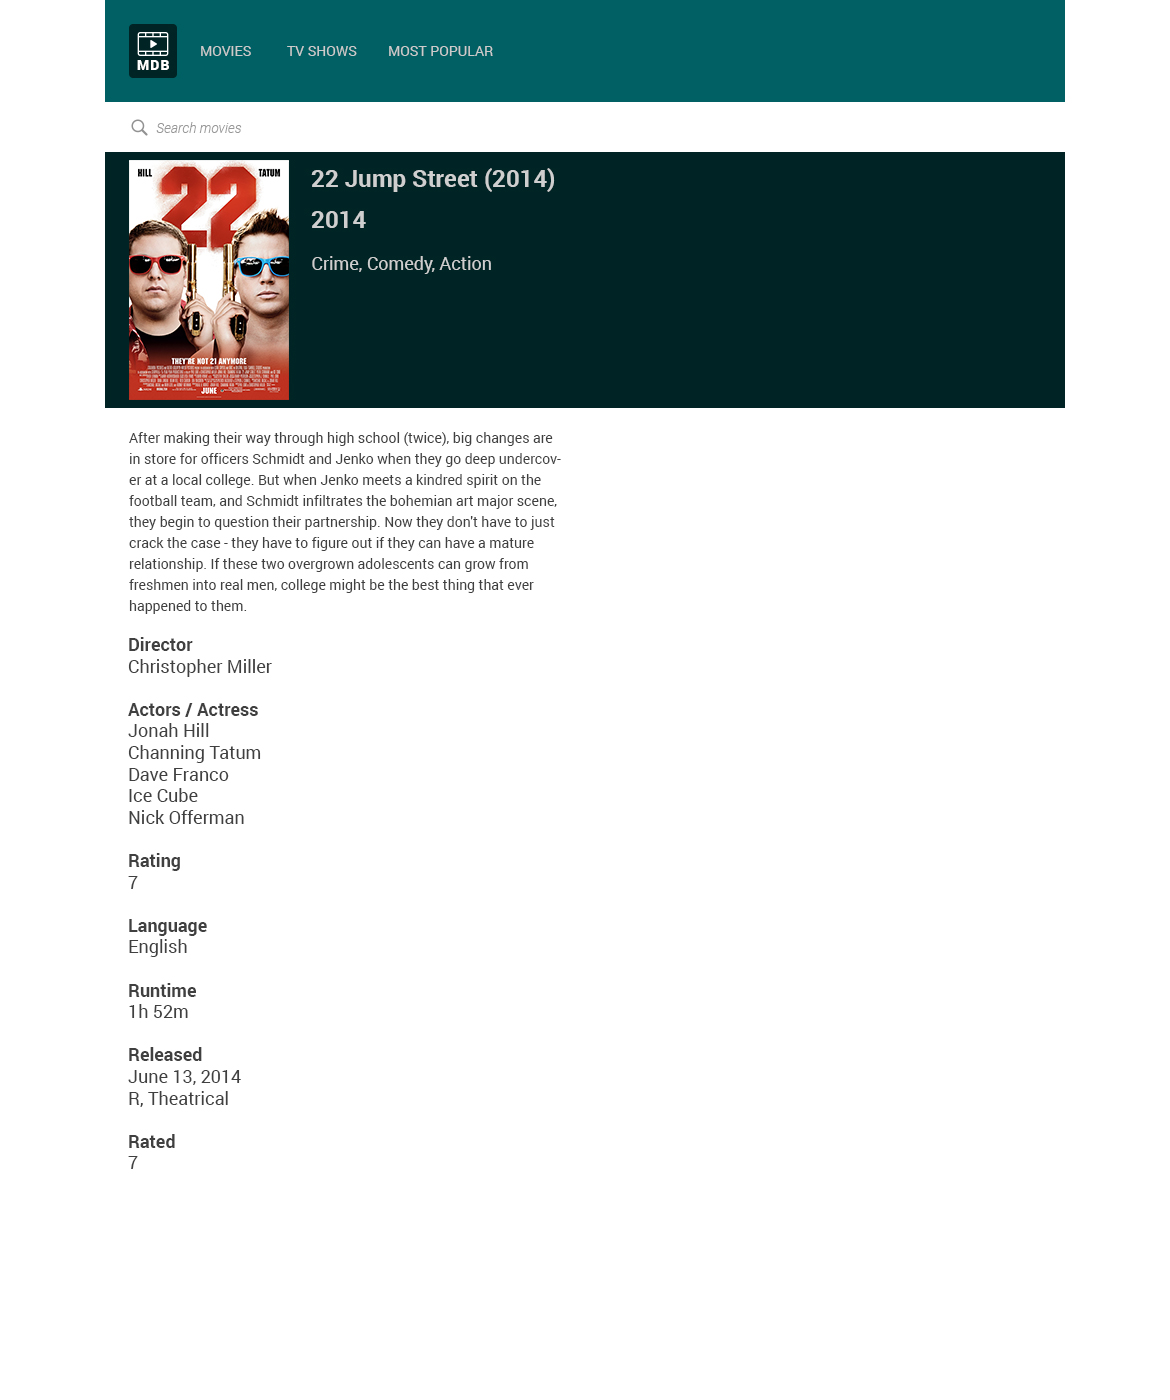 MDB
MOVIES
TV SHOWS
MOST POPULAR
Search movies
HILL
TATUM
22
THEY'RE NOT 21 ANYMORE
JUNE
22 Jump Street (2014)
2014
Crime, Comedy, Action
After making their way through high school (twice), big changes are
in store for officers Schmidt and Jenko when they go deep undercov-
er at a local college. But when Jenko meets a kindred spirit on the
football team, and Schmidt infiltrates the bohemian art major scene,
they begin to question their partnership. Now they don't have to just
crack the case - they have to figure out if they can have a mature
relationship. If these two overgrown adolescents can grow from
freshmen into real men, college might be the best thing that ever
happened to them.
Director
Christopher Miller
Actors / Actress
Jonah Hill
Channing Tatum
Dave Franco
Ice Cube
Nick Offerman
Rating
7
Language
English
Runtime
1h 52m
Released
June 13, 2014
R, Theatrical
Rated
7